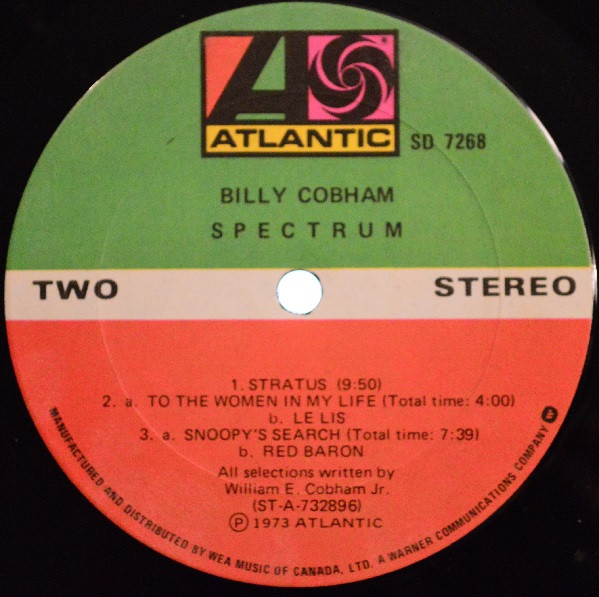 ATLANTIC
SD 7268
BILLY COBHAM
SPECTRUM
TWO
STEREO
1. STRATUS (9:50)
2. a. TO THE WOMEN IN MY LIFE (Total time: 4:00)
b. LE LIS
3. a. SNOOPY'S SEARCH (Total time: 7:39)
b. RED BARON
All selections written by
William E. Cobham Jr.
(ST-A-732896)
Ⓟ 1973 ATLANTIC
MANUFACTURED AND DISTRIBUTED BY WEA MUSIC OF CANADA, LTD. A WARNER COMMUNICATIONS COMPANY